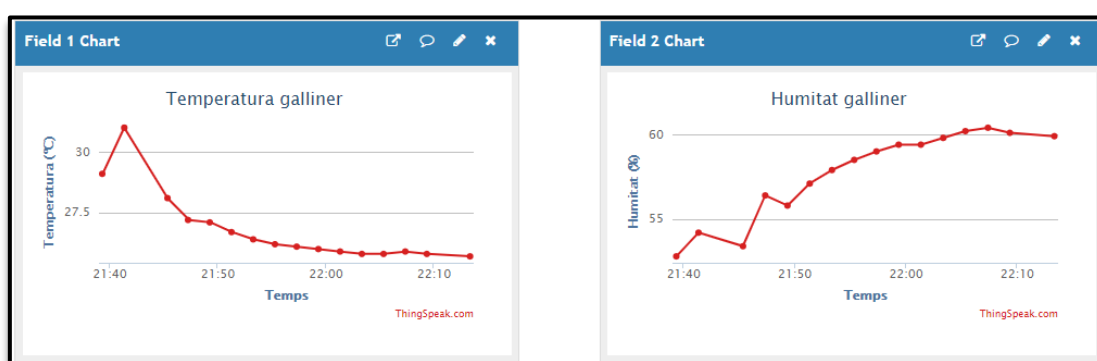 Field 1 Chart
Temperatura galliner
Temperatura (ºC)
30
27.5
21:40 21:50 22:00 22:10
Temps
ThingSpeak.com
Field 2 Chart
Humitat galliner
Humitat (%)
60
55
21:40 21:50 22:00 22:10
Temps
ThingSpeak.com